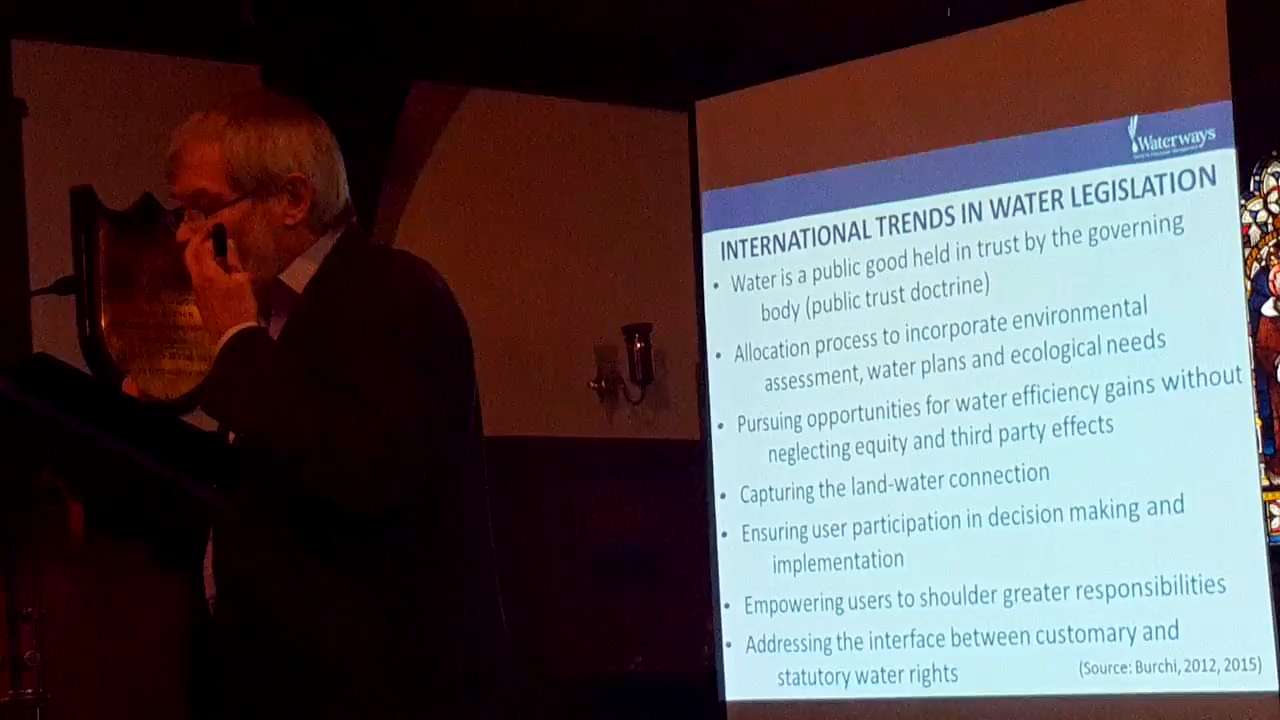 Waterways
INTERNATIONAL TRENDS IN WATER LEGISLATION
• Water is a public good held in trust by the governing
body (public trust doctrine)
• Allocation process to incorporate environmental
assessment, water plans and ecological needs
• Pursuing opportunities for water efficiency gains without
neglecting equity and third party effects
• Capturing the land-water connection
• Ensuring user participation in decision making and
implementation
• Empowering users to shoulder greater responsibilities
• Addressing the interface between customary and
statutory water rights
(Source: Burchi, 2012, 2015)